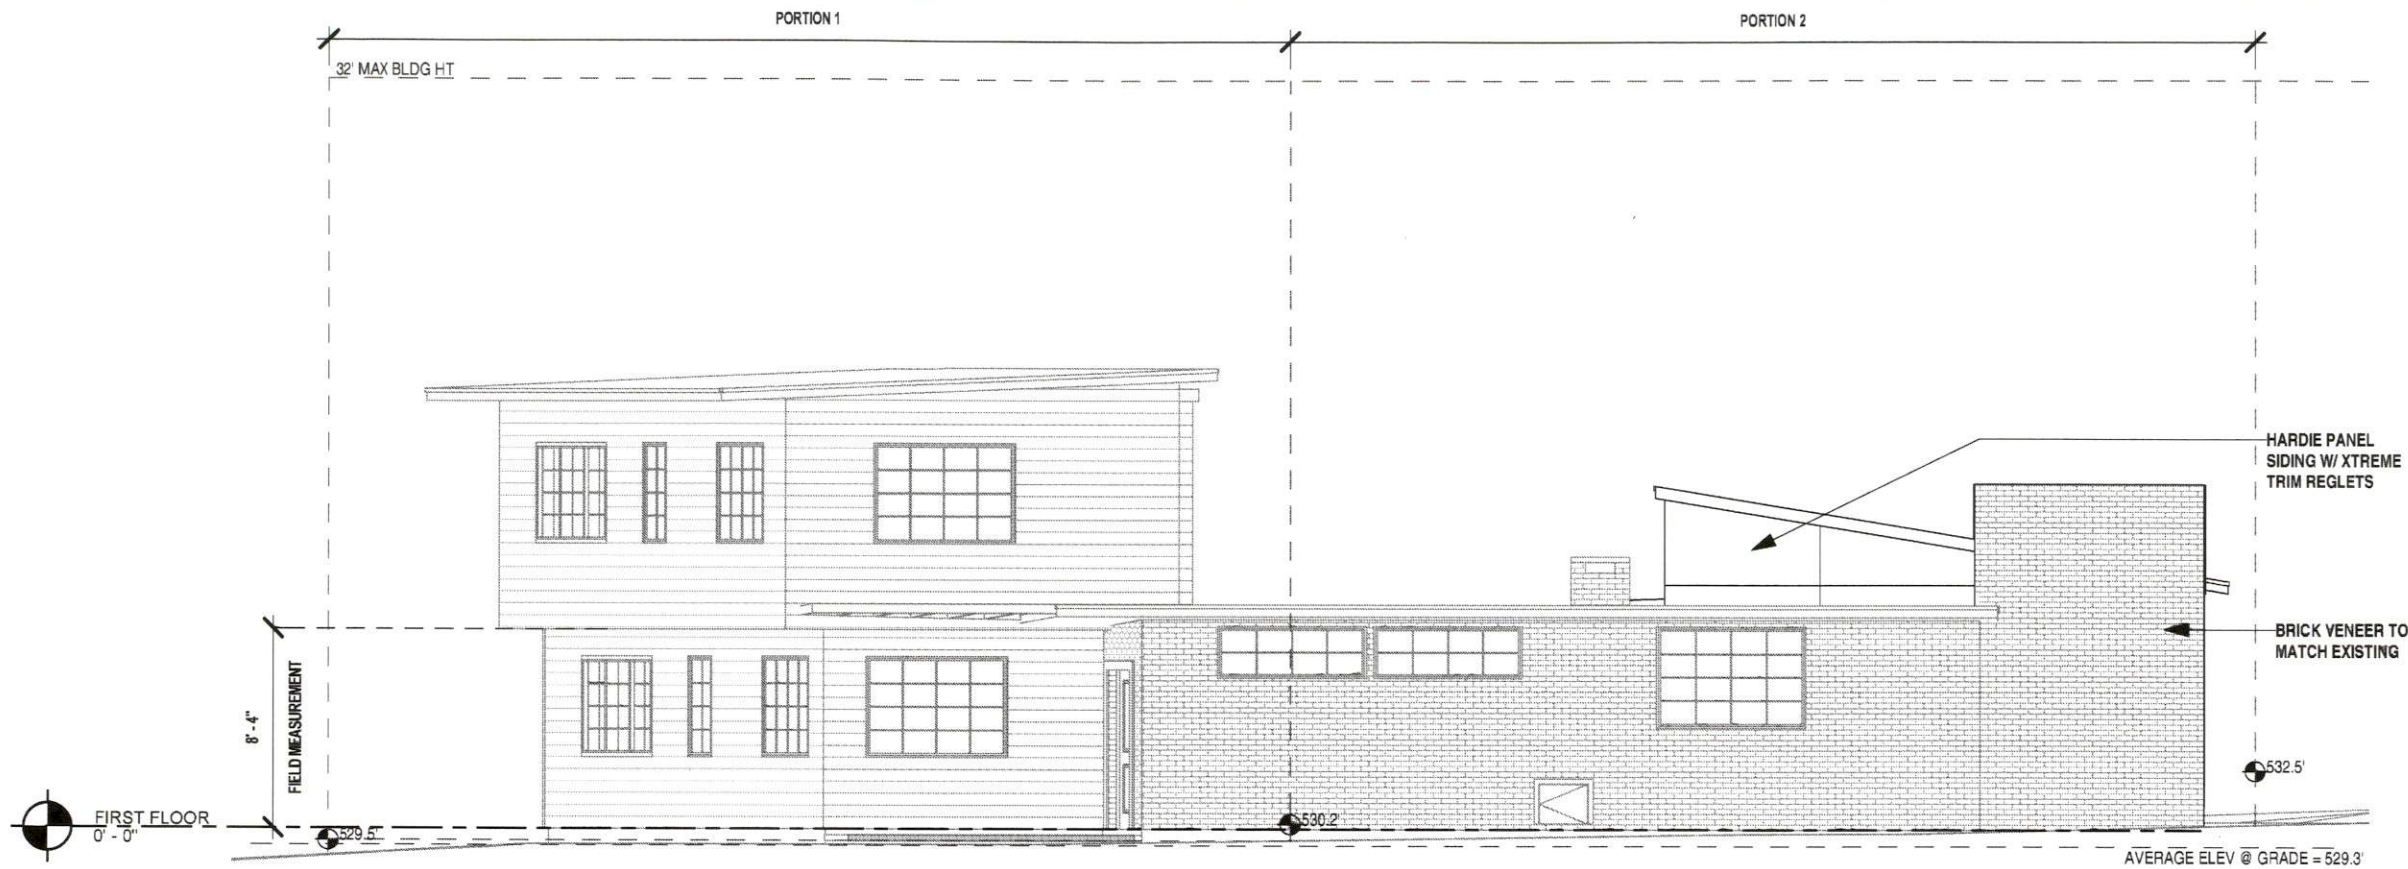 PORTION 1
PORTION 2
32' MAX BLDG HT
HARDIE PANEL
SIDING W/ XTREME
TRIM REGLETS
BRICK VENEER TO
MATCH EXISTING
8' - 4"
FIELD MEASUREMENT
532.5'
FIRST FLOOR
0' - 0"
529.5'
530.2'
AVERAGE ELEV @ GRADE = 529.3'